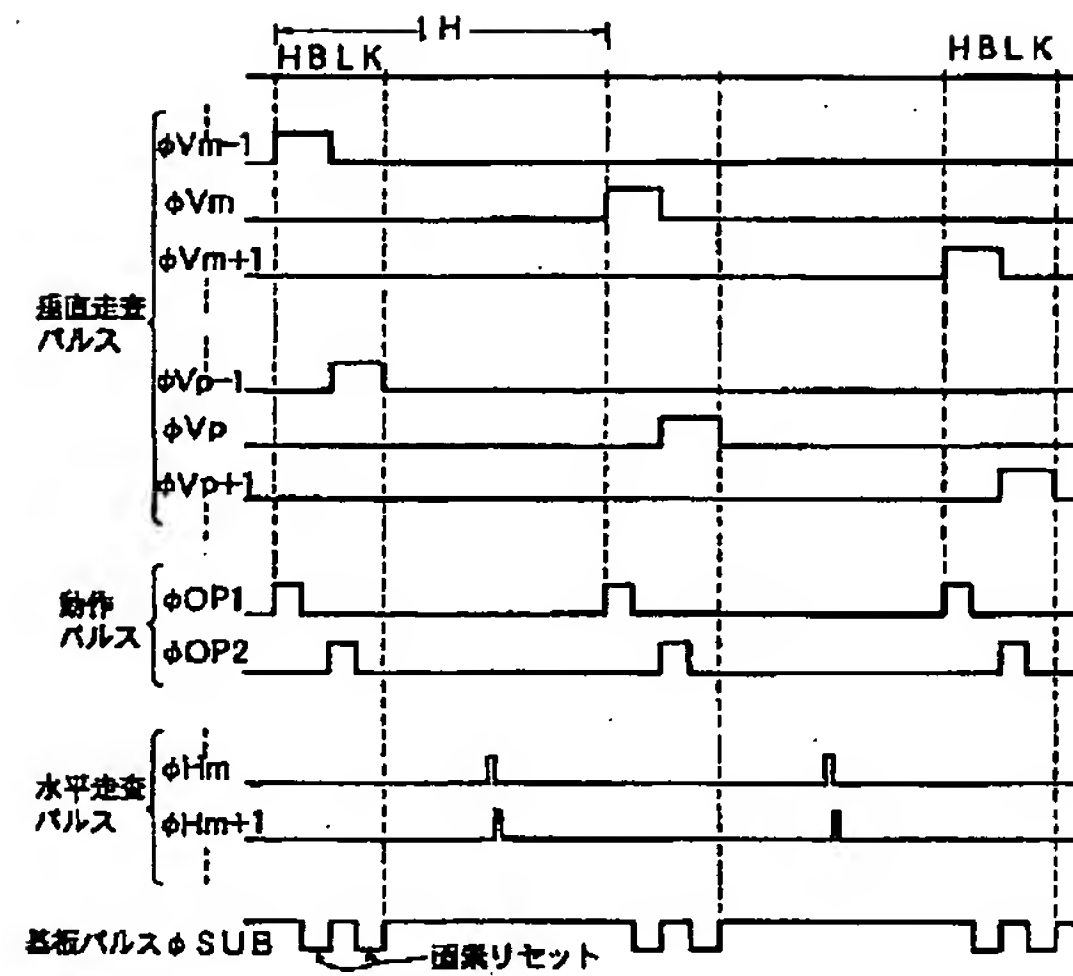 1H
HBLK
HBLK
φVm-1
φVm
φVm+1
垂直走査
パルス
φVp-1
φVp
φVp+1
動作
パルス
φOP1
φOP2
水平走査
パルス
φHm
φHm+1
基板パルスφSUB
画素リセット